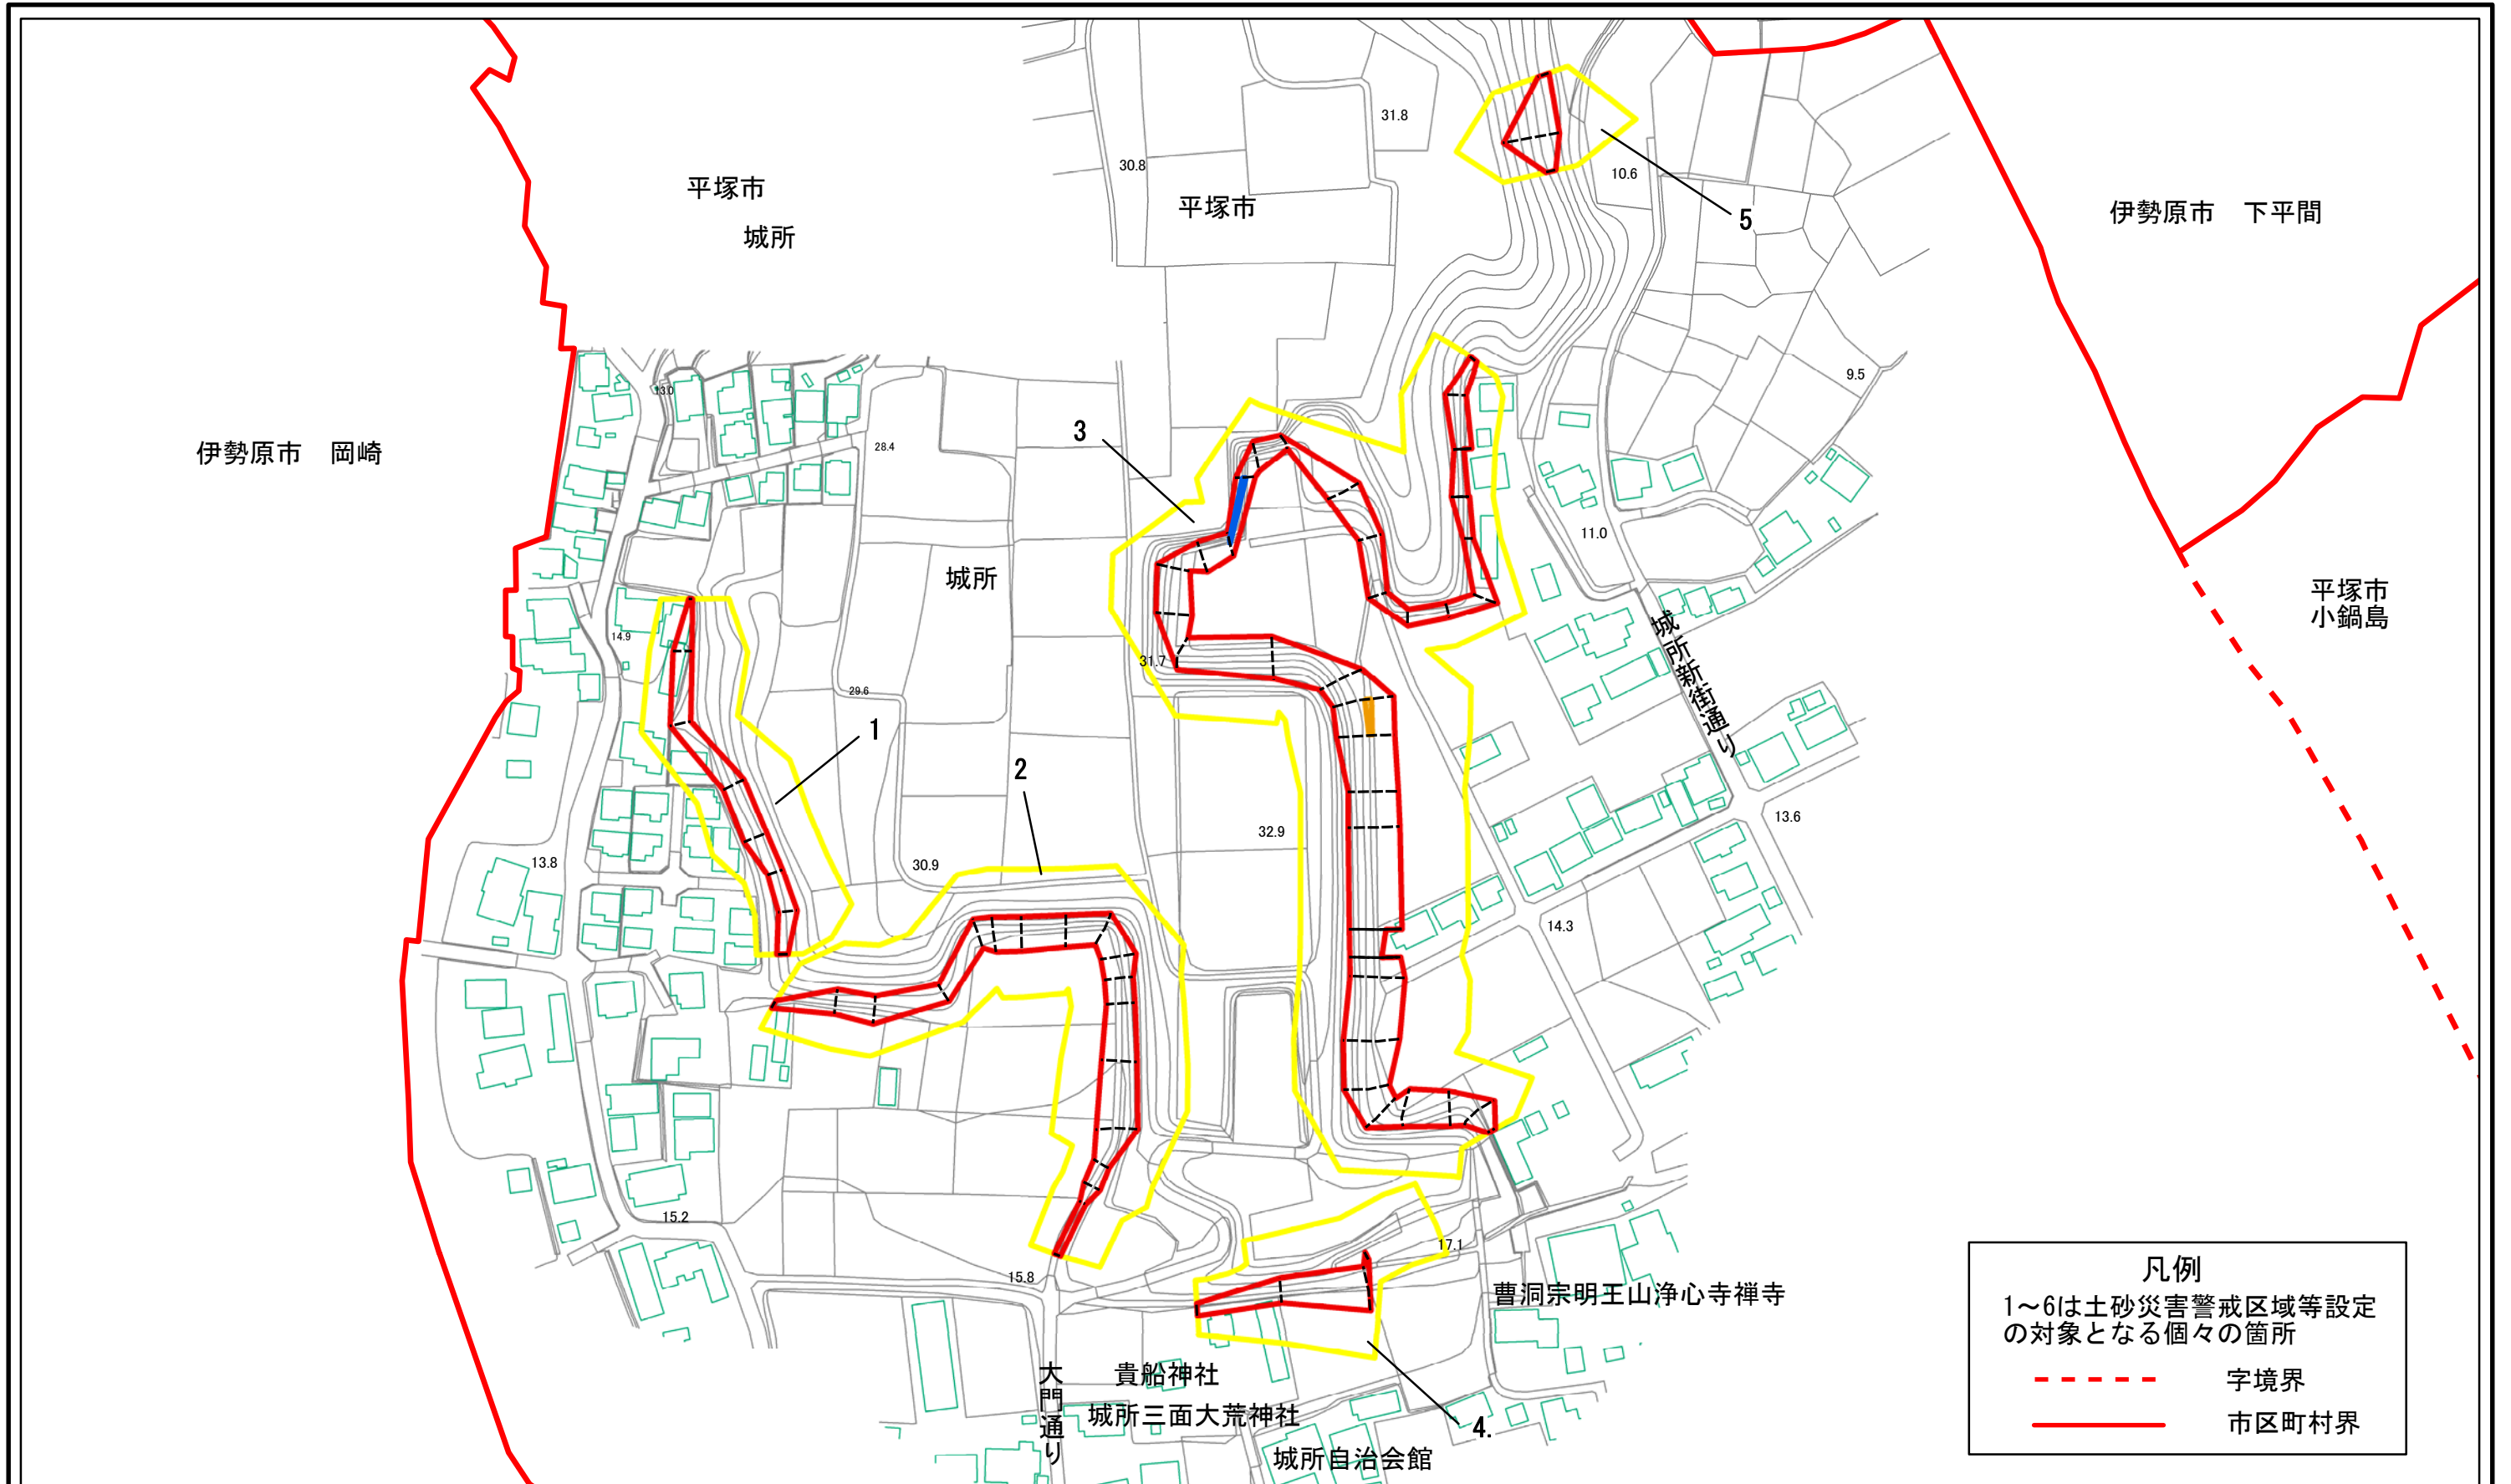 31.8
30.8
10.6
平塚市
平塚市
城所
5
伊勢原市　下平間
9.5
13.0
3
28.4
伊勢原市　岡崎
11.0
城所
平塚市
小鍋島
14.9
城所新街通り
31.7
29.6
1
2
32.9
13.6
13.8
30.9
14.3
15.2
17.1
15.8
曹洞宗明王山浄心寺禅寺
大門通り
貴船神社
城所三面大荒神社
4.
城所自治会館
凡例
1～6は土砂災害警戒区域等設定
の対象となる個々の箇所
字境界
市区町村界